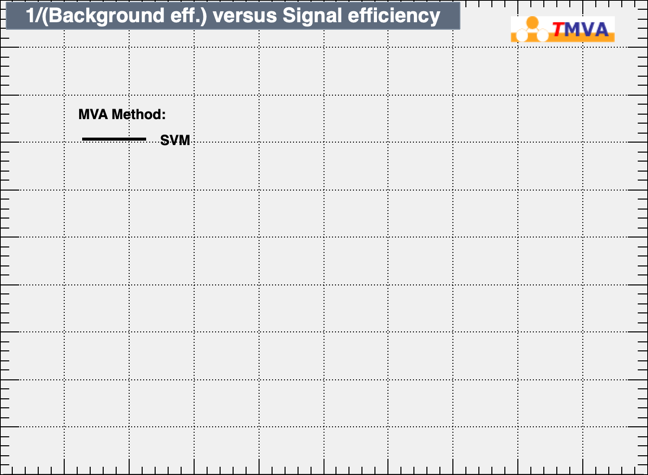 1/(Background eff.) versus Signal efficiency
TMVA
MVA Method:
SVM